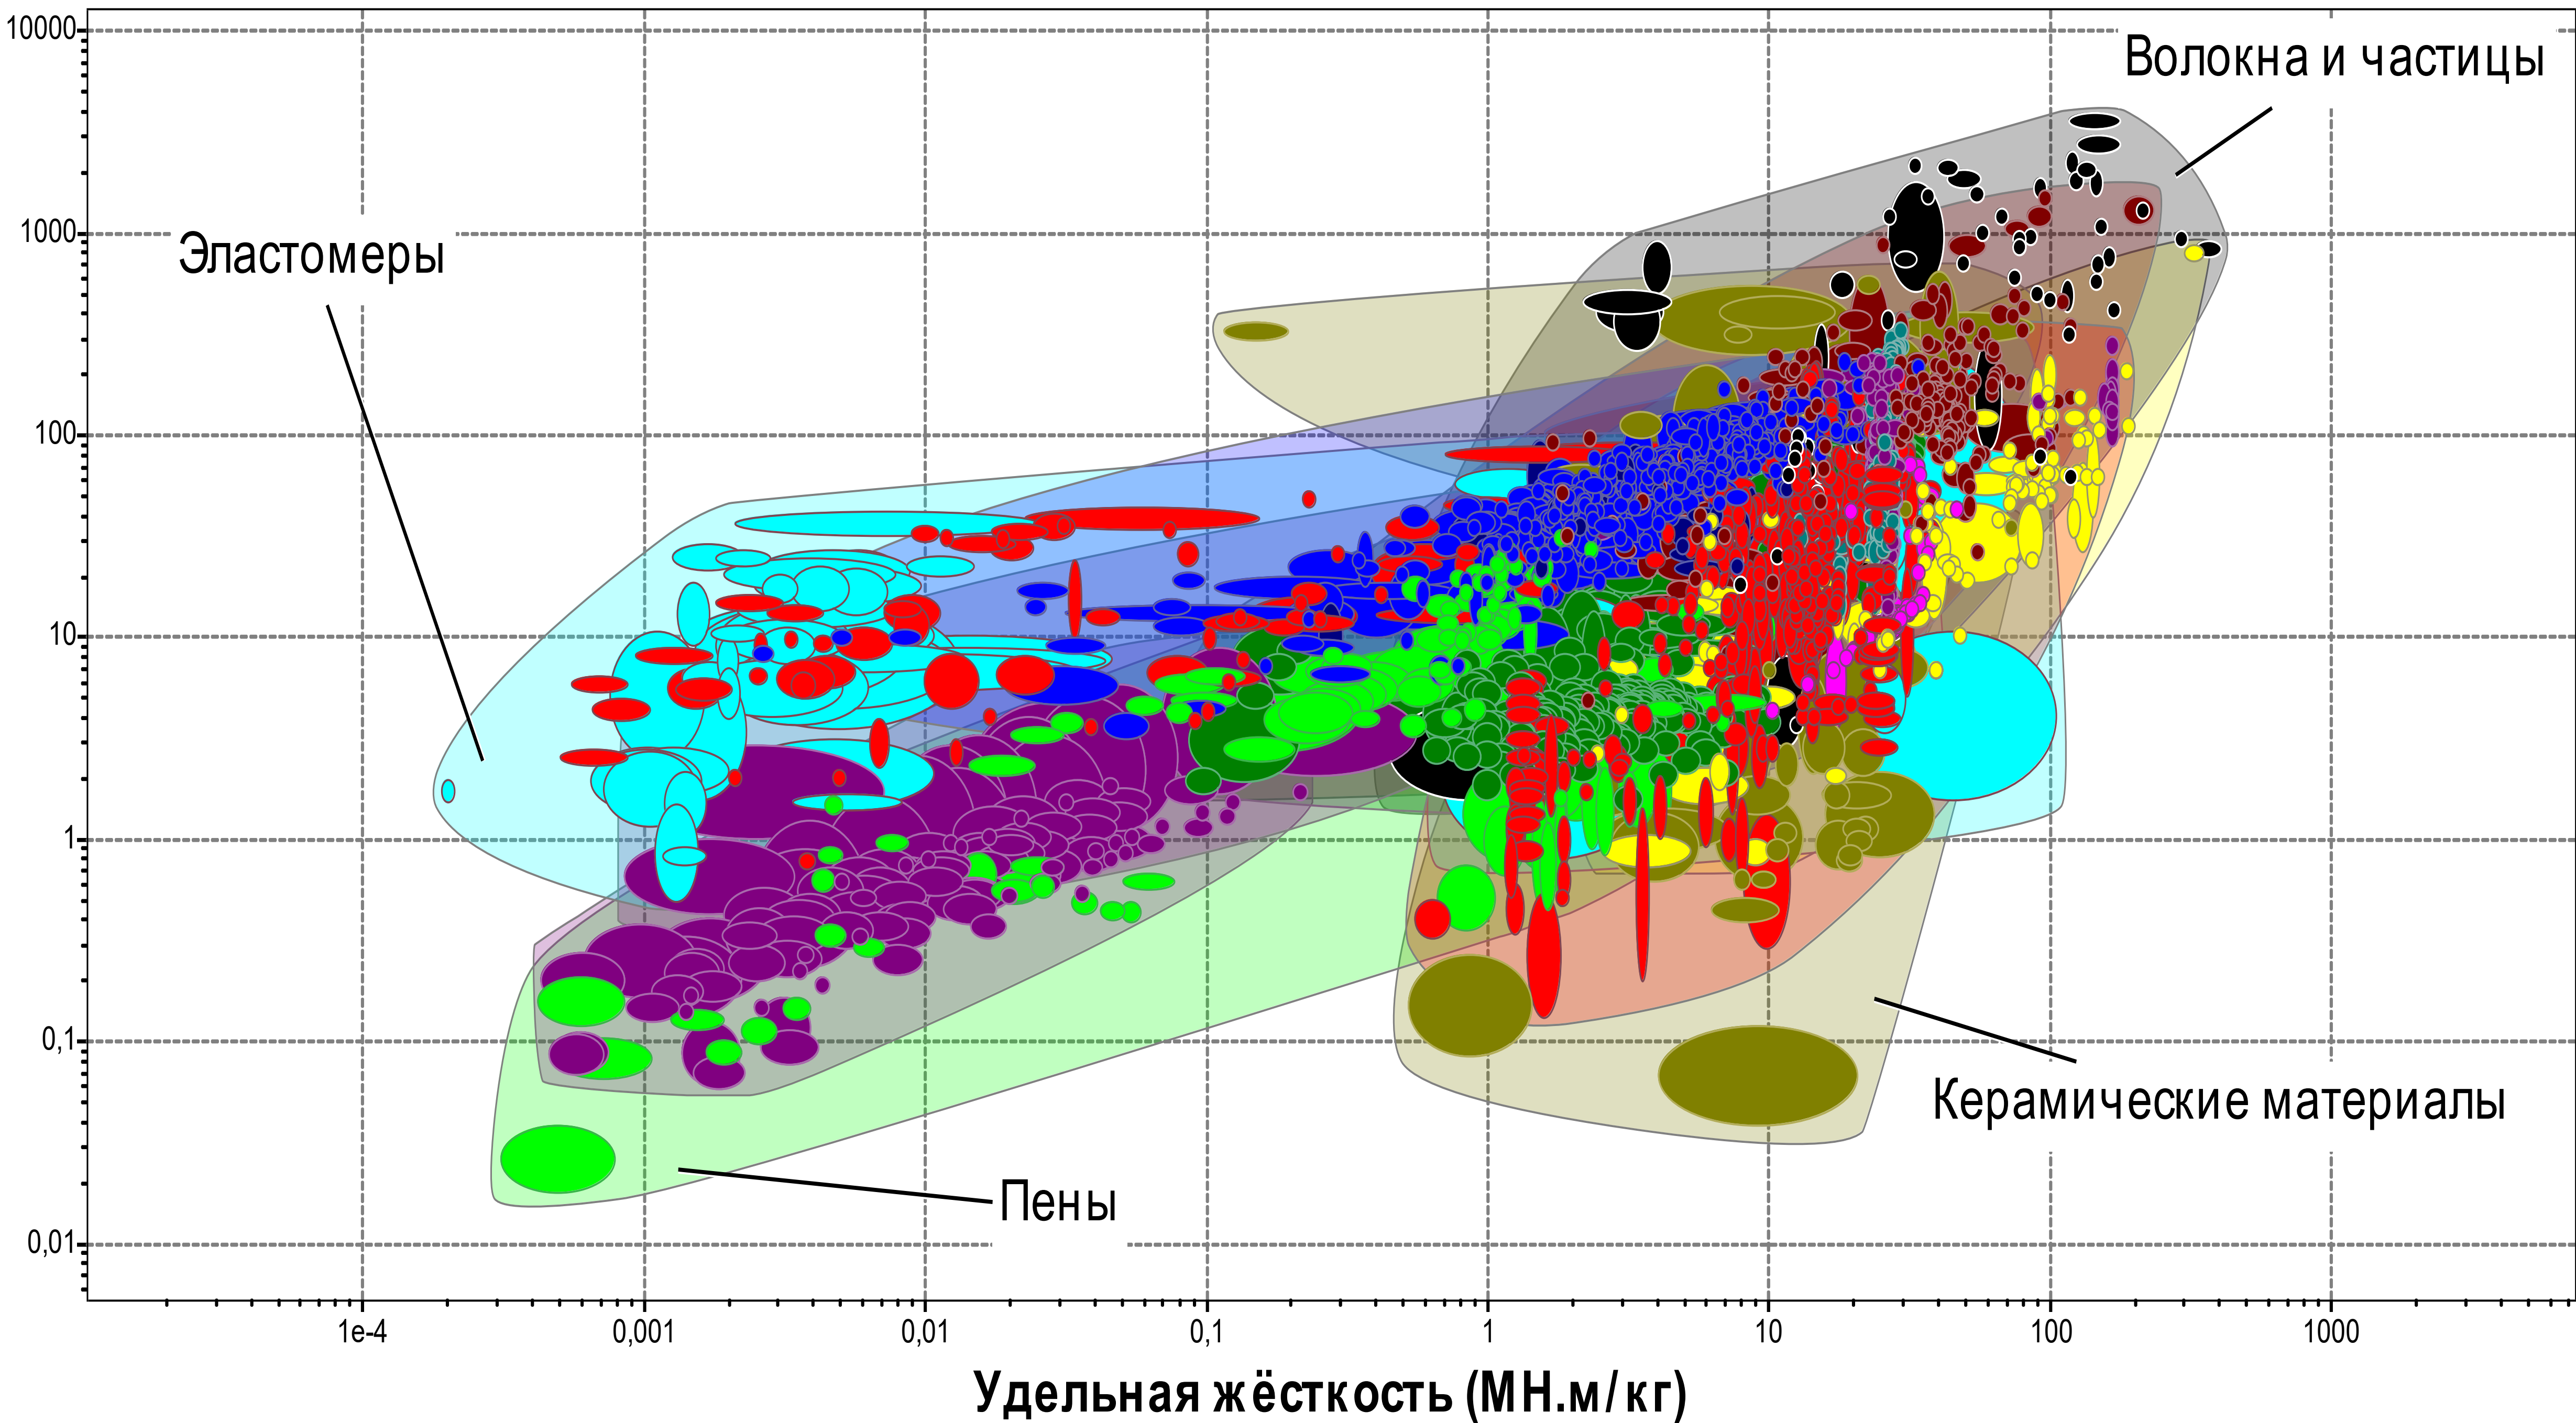 10000
Волокна и частицы
1000
Эластомеры
100
10
1
0,1
Керамические материалы
Пены
0,01
1e-4 0,001 0,01 0,1 1 10 100 1000
Удельная жёсткость (МН.м/кг)